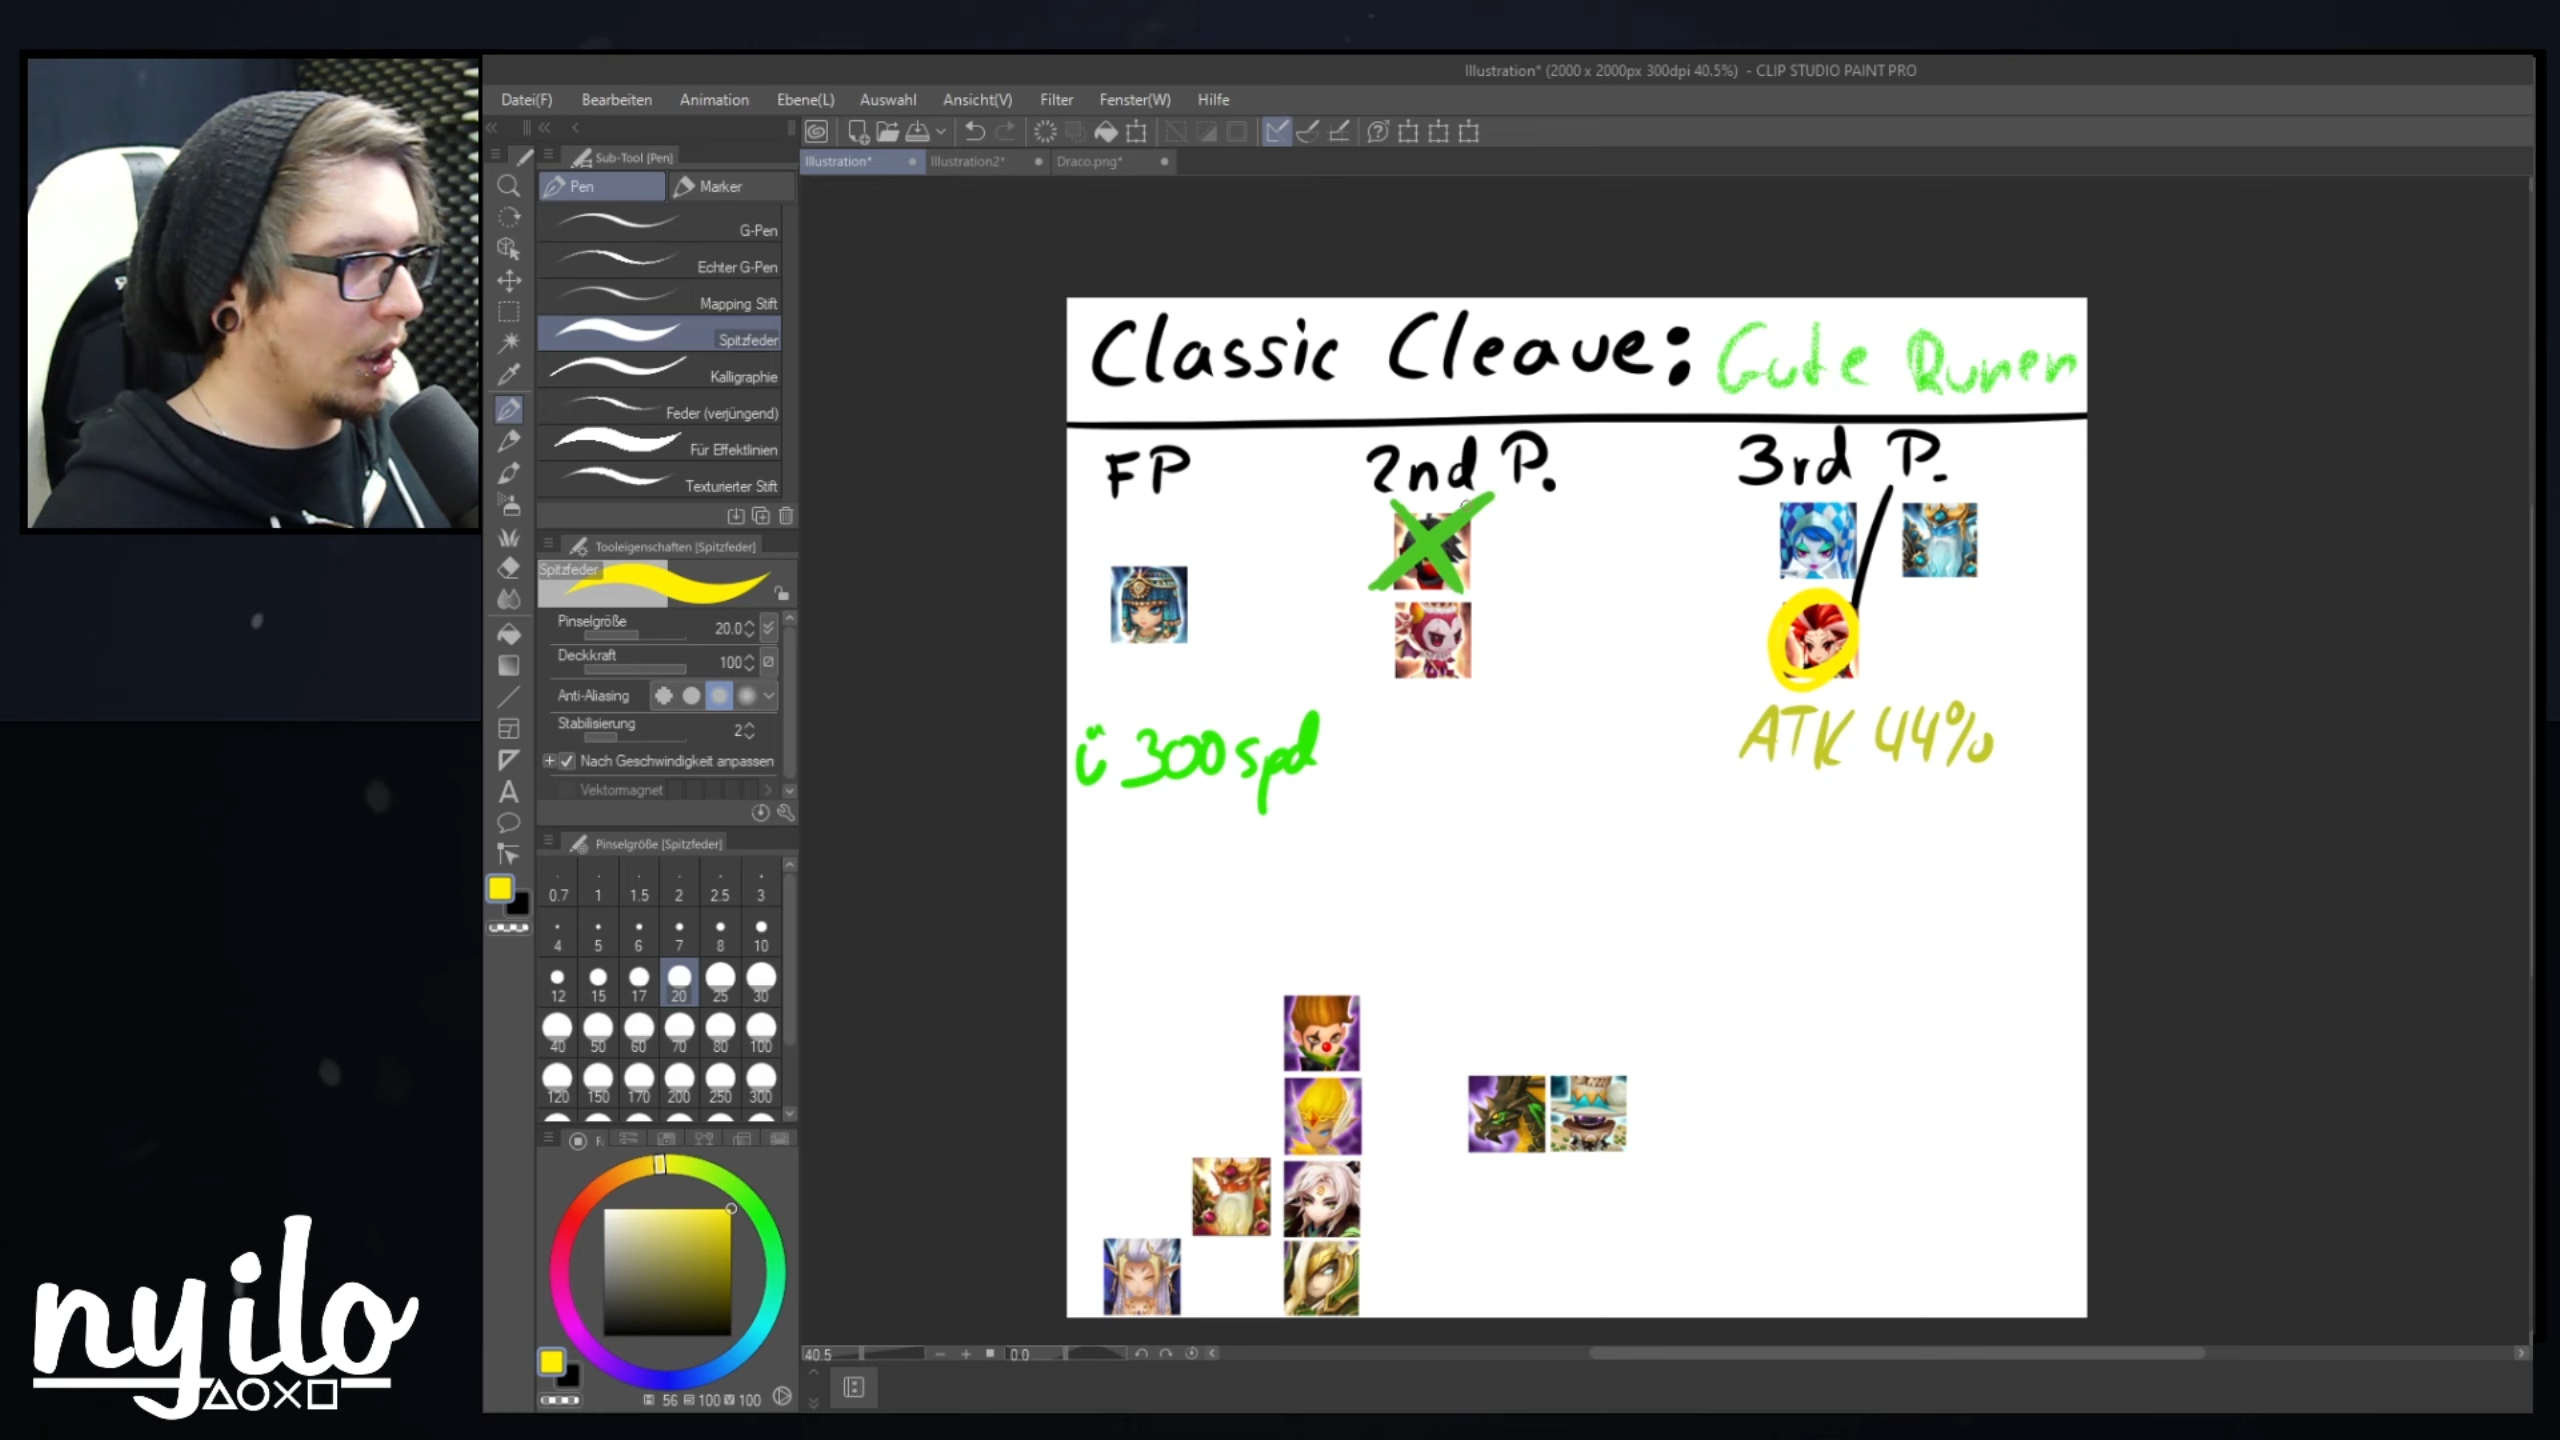 Illustration* (2000 x 2000px 300dpi 40.5%) - CLIP STUDIO PAINT PRO
Datei(F) Bearbeiten Animation Ebene(L) Auswahl Ansicht(V) Filter Fenster(W) Hilfe
Sub-Tool [Pen]
Illustration* Illustration2* Draco.png*
Pen Marker
G-Pen
Echter G-Pen
Mapping Stift
Spitzfeder
Kalligraphie
Feder (verjüngend)
Für Effektlinien
Texturierter Stift
Tooleigenschaften [Spitzfeder]
Spitzfeder
Pinselgröße 20.0
Deckkraft 100
Anti-Aliasing
Stabilisierung 2
Nach Geschwindigkeit anpassen
Vektormagnet
Pinselgröße [Spitzfeder]
0.7 1 1.5 2 2.5 3
4 5 6 7 8 10
12 15 17 20 25 30
40 50 60 70 80 100
120 150 170 200 250 300
56 100 100
Classic Cleave: Gute Runen
FP 2nd P. 3rd P.
ü 300 spd
ATK 44%
40.5 0.0
nyilo